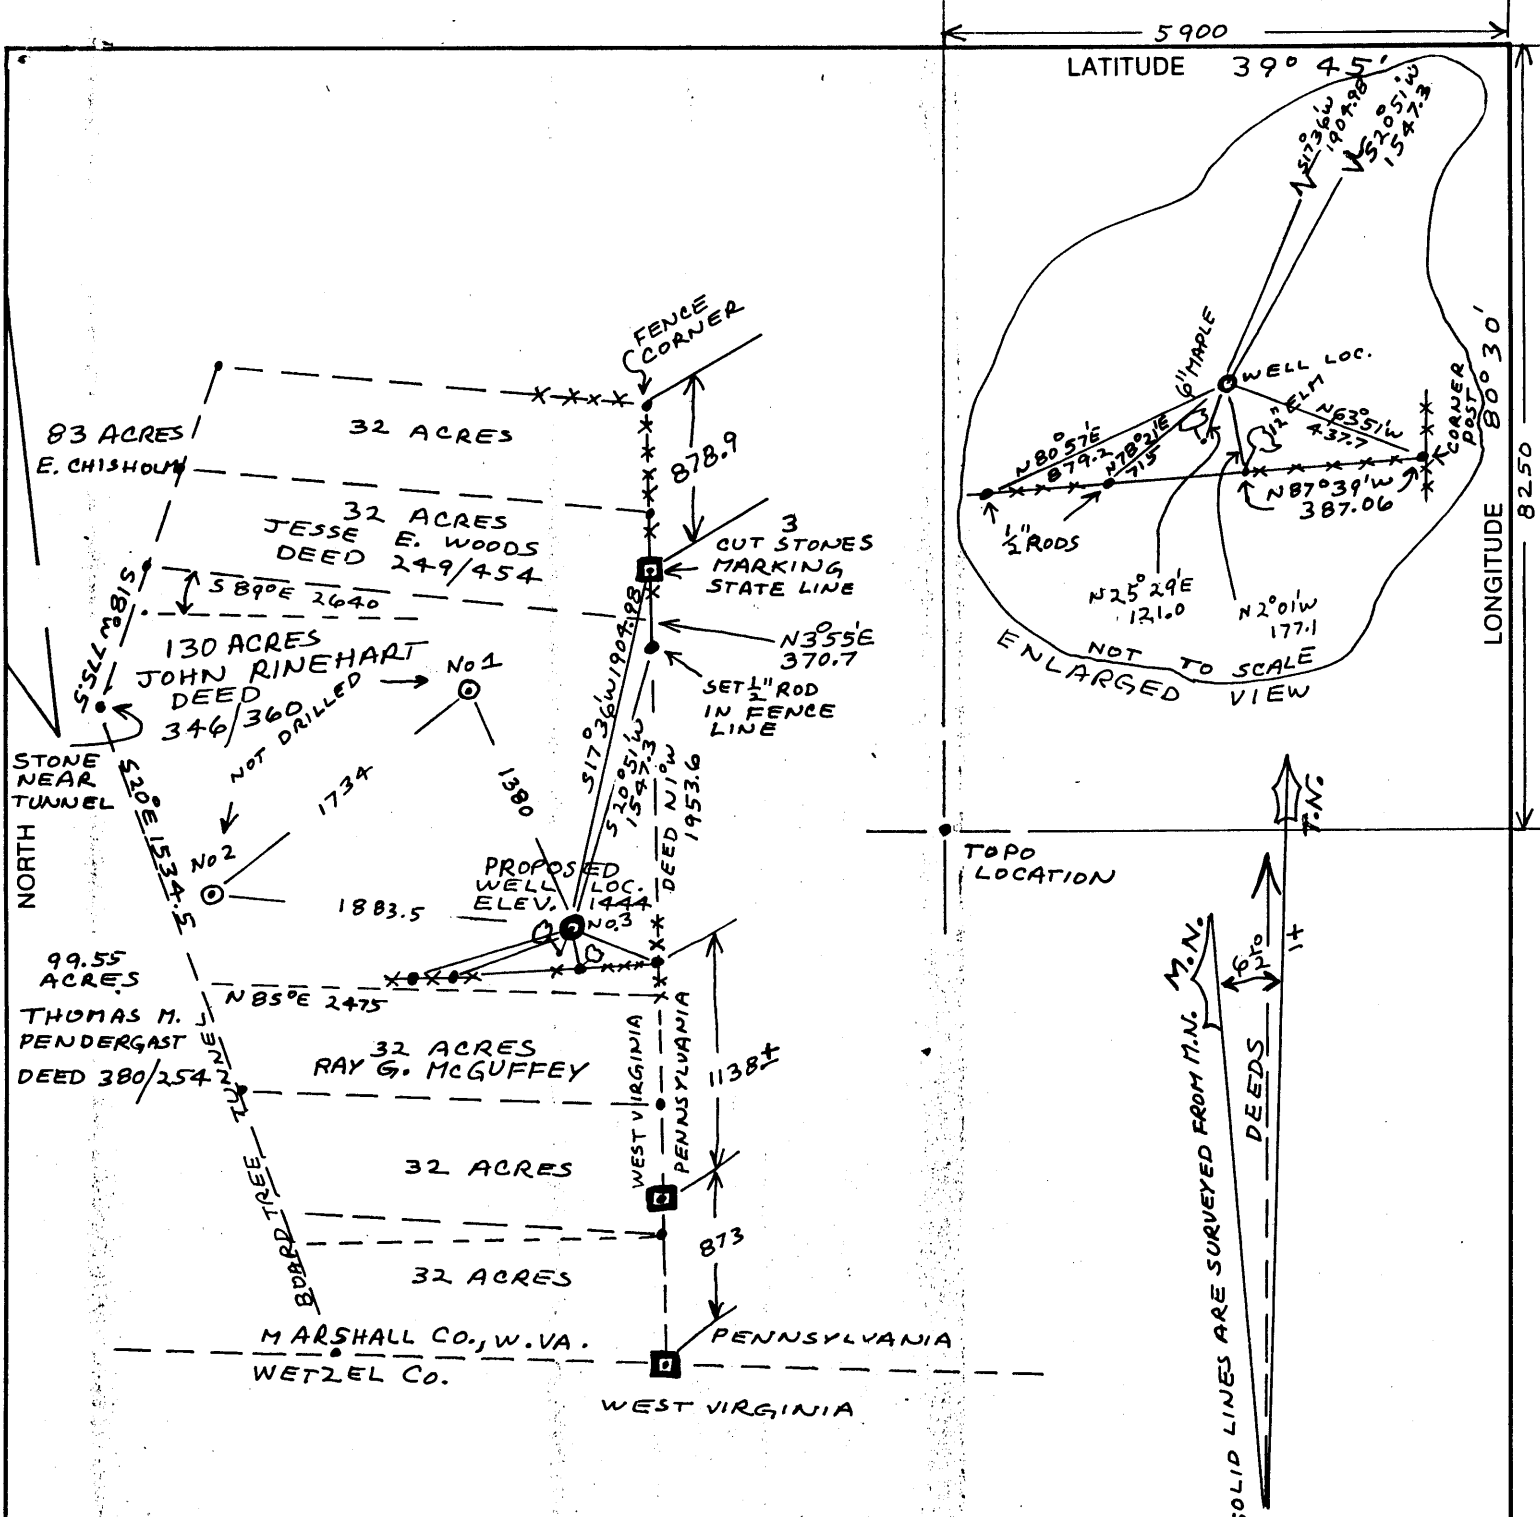 5900
LATITUDE 39° 45'
S17°36'W
1904.98
S20°51'W
1547.3
8250
LONGITUDE 80° 30'
6" MAPLE
WELL LOC.
12" ELM
N63°51'W
437.7
CORNER
POST
N80°57'E
879.2
N78°21'E
715
N87°39'W
387.06
1/2" RODS
N25°29'E
121.0
N2°01'W
177.1
ENLARGED VIEW
NOT TO SCALE
FENCE
CORNER
83 ACRES
E. CHISHOLM
32 ACRES
878.9
32 ACRES
JESSE E. WOODS
DEED 249/454
3
CUT STONES
MARKING
STATE LINE
S18°W 775.5
S89°E 2640
130 ACRES
JOHN RINEHART
DEED
346/360
NOT DRILLED
No 1
N3°55'E
370.7
SET 1/2" ROD
IN FENCE
LINE
STONE
NEAR
TUNNEL
NORTH
S20°E 1534.5
1734
1380
S17°36'W 1904.98
S20°51'W
1547.3
DEED N1°W
1953.6
No 2
1883.5
PROPOSED
WELL LOC.
ELEV. 1444
No.3
TOPO
LOCATION
T.N.
99.55
ACRES
THOMAS M.
PENDERGAST
DEED 380/254
N85°E 2475
32 ACRES
RAY G. McGUFFEY
WEST VIRGINIA
PENNSYLVANIA
1138±
32 ACRES
873
32 ACRES
BOARD TREE TUNNEL
MARSHALL CO., W.VA.
WETZEL CO.
PENNSYLVANIA
WEST VIRGINIA
M.N.
DEEDS
SOLID LINES ARE SURVEYED FROM M.N.